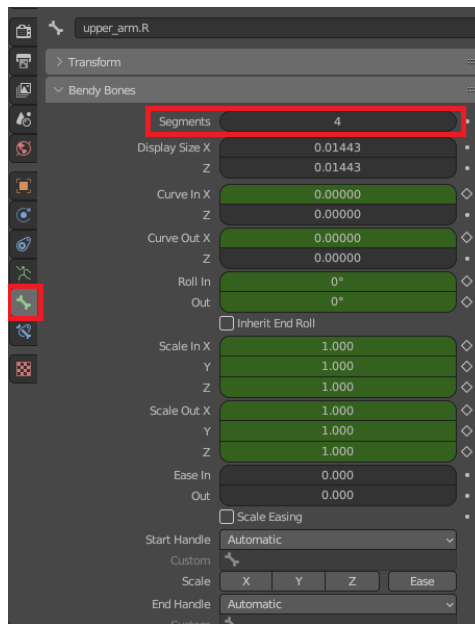 upper_arm.R
Transform
Bendy Bones
Segments 4
Display Size X 0.01443
Z 0.01443
Curve In X 0.00000
Z 0.00000
Curve Out X 0.00000
Z 0.00000
Roll In 0°
Out 0°
Inherit End Roll
Scale In X 1.000
Y 1.000
Z 1.000
Scale Out X 1.000
Y 1.000
Z 1.000
Ease In 0.000
Out 0.000
Scale Easing
Start Handle Automatic
Custom
Scale X Y Z Ease
End Handle Automatic
Custom